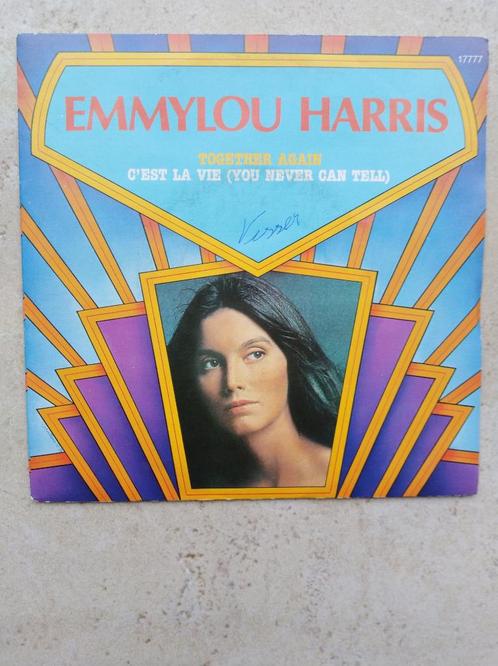 17777
EMMYLOU HARRIS
TOGETHER AGAIN
C'EST LA VIE (YOU NEVER CAN TELL)
Visser